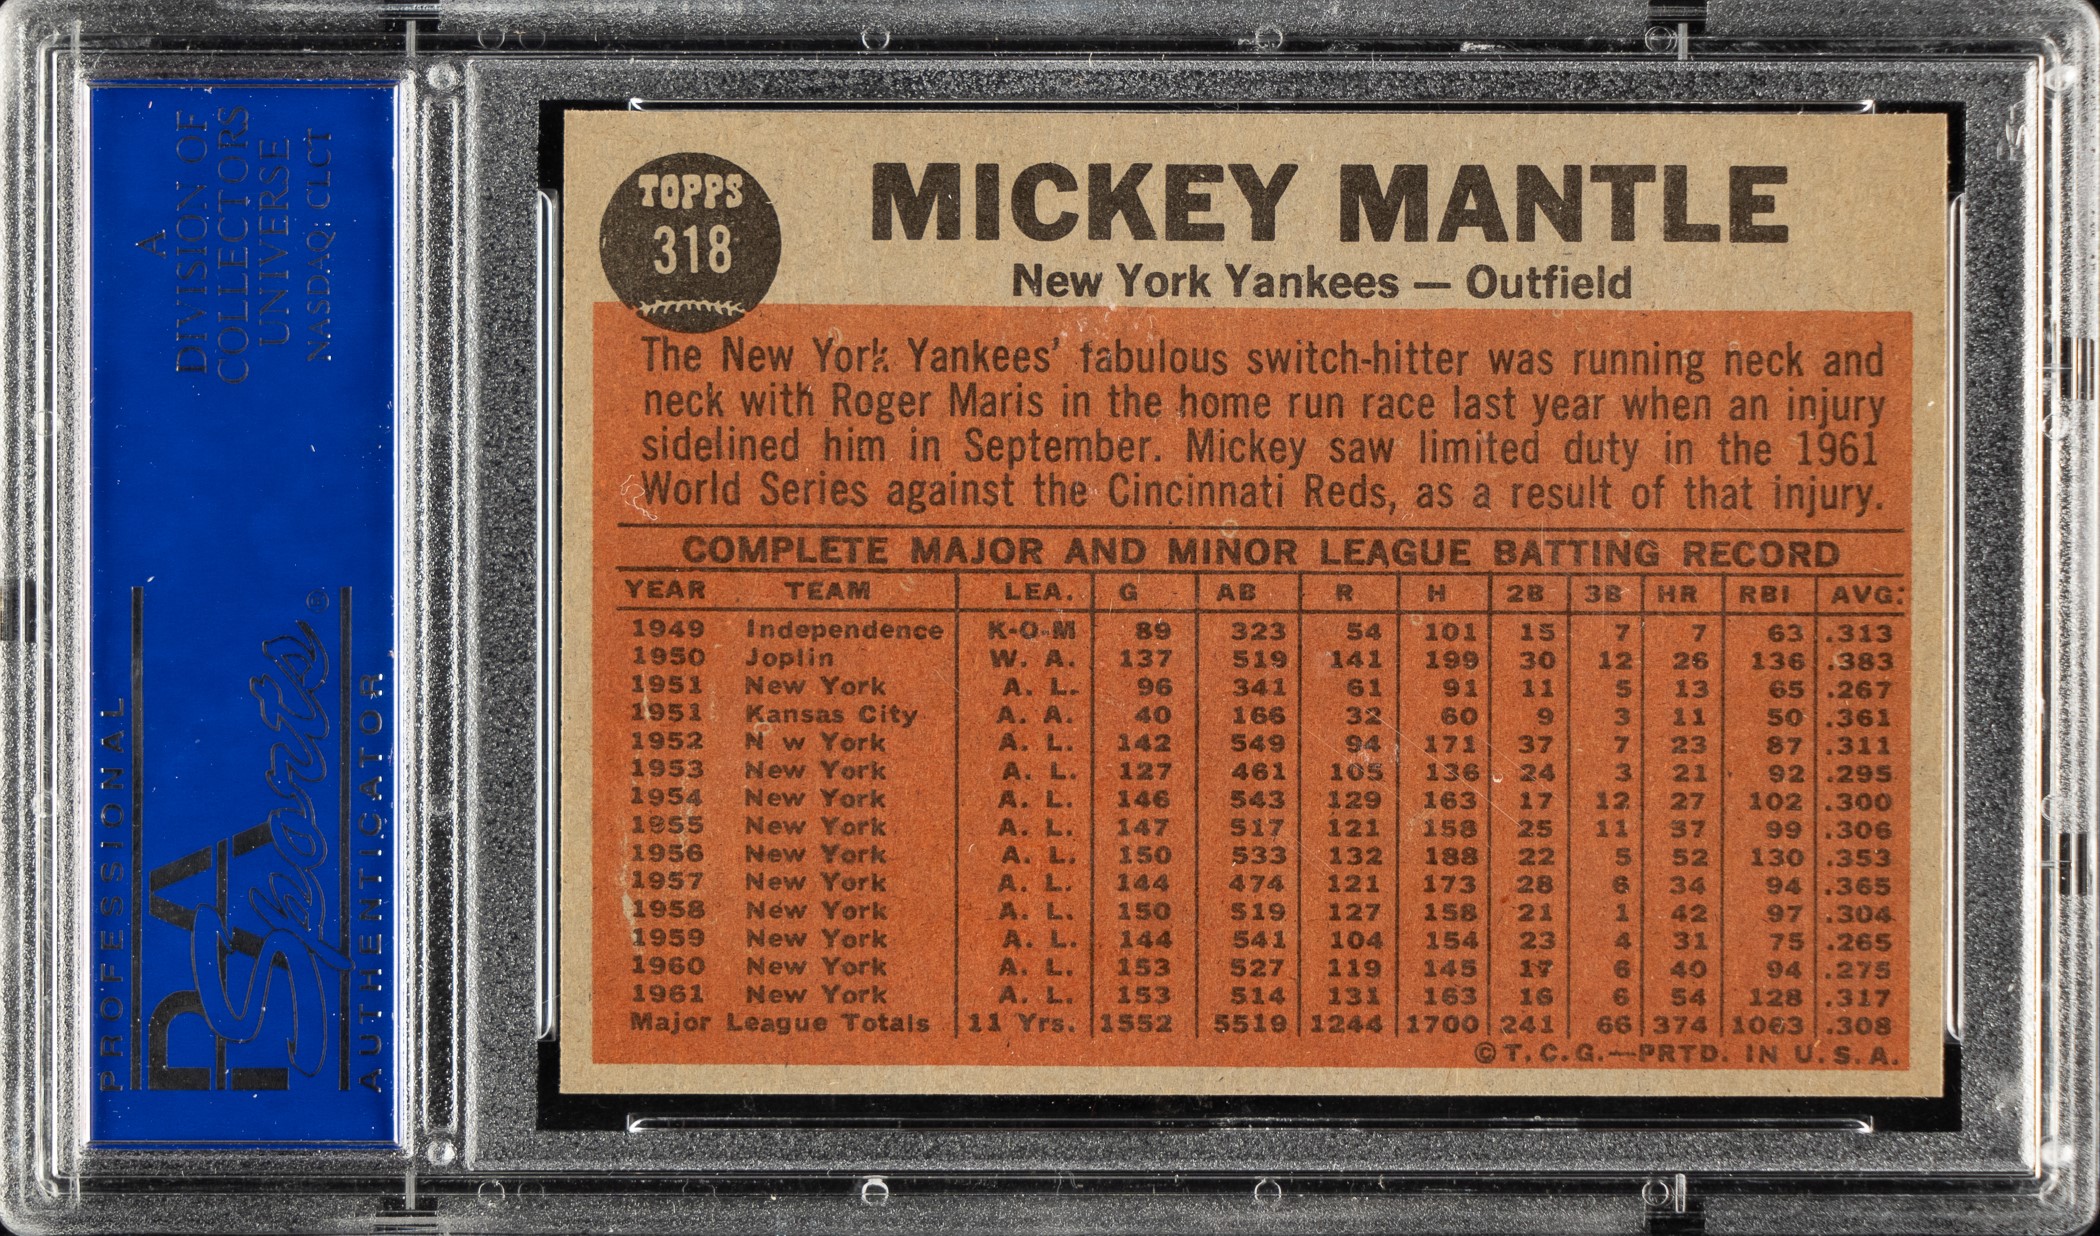 A
DIVISION OF
COLLECTORS
UNIVERSE
NASDAQ: CLCT
PROFESSIONAL
PSA
Sports®
AUTHENTICATOR
TOPPS
318
MICKEY MANTLE
New York Yankees — Outfield
The New York Yankees’ fabulous switch-hitter was running neck and
neck with Roger Maris in the home run race last year when an injury
sidelined him in September. Mickey saw limited duty in the 1961
World Series against the Cincinnati Reds, as a result of that injury.
COMPLETE MAJOR AND MINOR LEAGUE BATTING RECORD
YEAR TEAM LEA. G AB R H 2B 3B HR RBI AVG.
1949 Independence K-O-M 89 323 54 101 15 7 7 63 .313
1950 Joplin W. A. 137 519 141 199 30 12 26 136 .383
1951 New York A. L. 96 341 61 91 11 5 13 65 .267
1951 Kansas City A. A. 40 166 32 60 9 3 11 50 .361
1952 N w York A. L. 142 549 94 171 37 7 23 87 .311
1953 New York A. L. 127 461 105 136 24 3 21 92 .295
1954 New York A. L. 146 543 129 163 17 12 27 102 .300
1955 New York A. L. 147 517 121 158 25 11 37 99 .306
1956 New York A. L. 150 533 132 188 22 5 52 130 .353
1957 New York A. L. 144 474 121 173 28 6 34 94 .365
1958 New York A. L. 150 519 127 158 21 1 42 97 .304
1959 New York A. L. 144 541 104 154 23 4 31 75 .265
1960 New York A. L. 153 527 119 145 17 6 40 94 .275
1961 New York A. L. 153 514 131 163 16 6 54 128 .317
Major League Totals 11 Yrs. 1552 5519 1244 1700 241 66 374 1063 .308
© T. C. G.—PRTD. IN U. S. A.